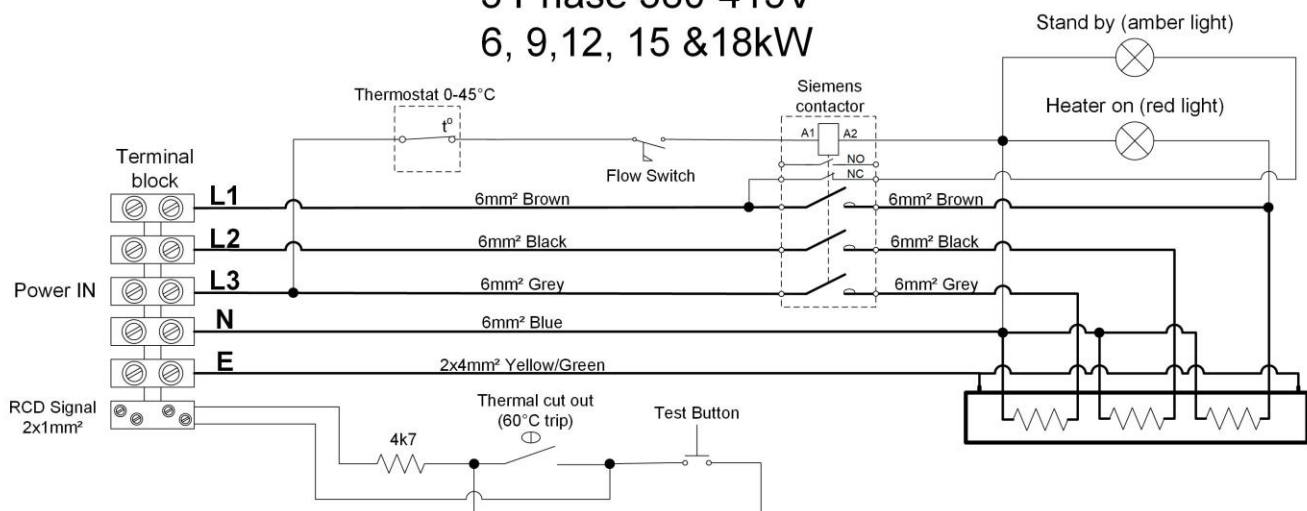 6, 9,12, 15 &18kW
Stand by (amber light)
Heater on (red light)
Thermostat 0-45°C
t°
Siemens
contactor
A1
A2
NO
NC
Flow Switch
Terminal
block
L1
6mm² Brown
6mm² Brown
L2
6mm² Black
6mm² Black
Power IN
L3
6mm² Grey
6mm² Grey
N
6mm² Blue
E
2x4mm² Yellow/Green
RCD Signal
2x1mm²
4k7
Thermal cut out
(60°C trip)
Test Button